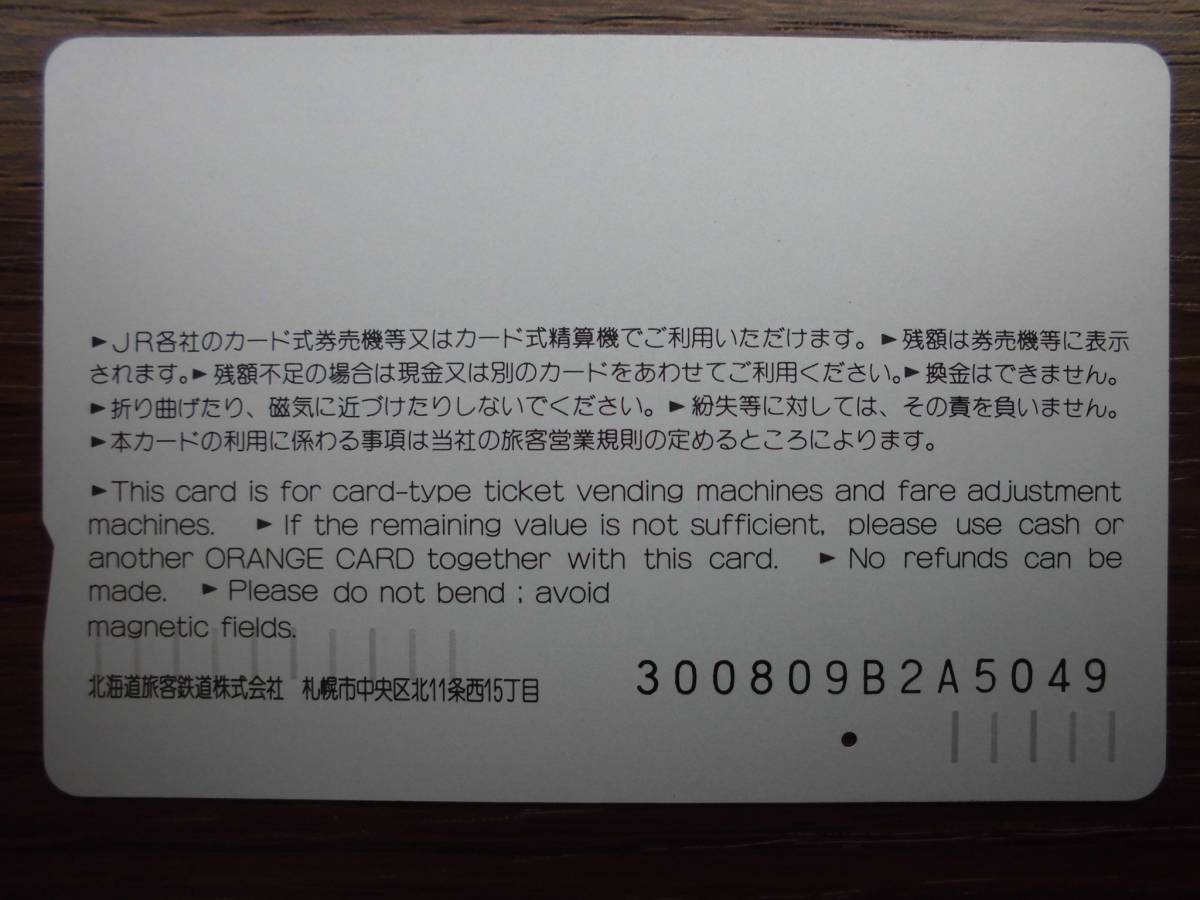 ►JR各社のカード式券売機等又はカード式精算機でご利用いただけます。►残額は券売機等に表示
されます。►残額不足の場合は現金又は別のカードをあわせてご利用ください。►換金はできません。
►折り曲げたり、磁気に近づけたりしないでください。►紛失等に対しては、その責を負いません。
►本カードの利用に係わる事項は当社の旅客営業規則の定めるところによります。
►This card is for card-type ticket vending machines and fare adjustment
machines. ►If the remaining value is not sufficient, please use cash or
another ORANGE CARD together with this card. ►No refunds can be
made. ►Please do not bend ; avoid
magnetic fields.
北海道旅客鉄道株式会社 札幌市中央区北11条西15丁目
300809B2A5049